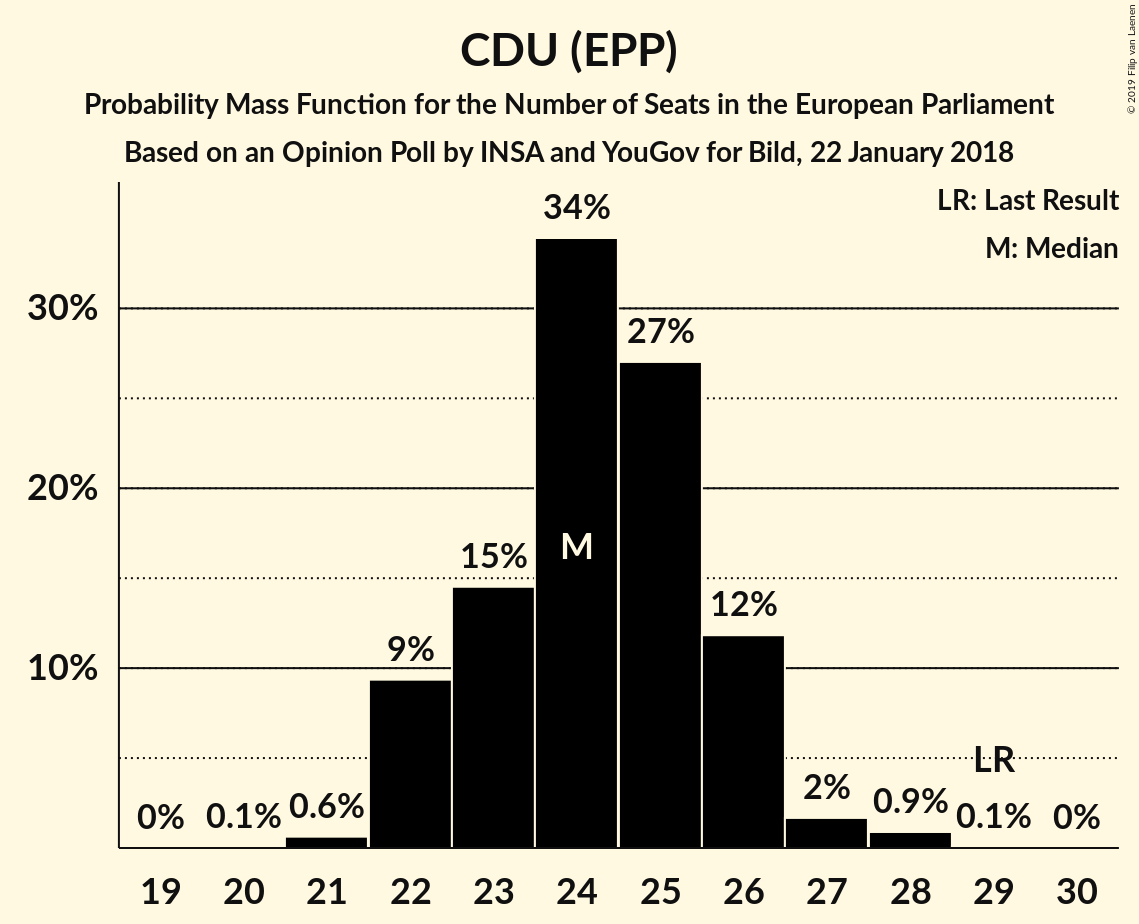 CDU (EPP)
Probability Mass Function for the Number of Seats in the European Parliament
Based on an Opinion Poll by INSA and YouGov for Bild, 22 January 2018
© 2019 Filip van Laenen
LR: Last Result
M: Median
34%
30%
27%
20%
M
15%
12%
9%
10%
LR
0%
0.1%
0.6%
2%
0.9%
0.1%
0%
19 20 21 22 23 24 25 26 27 28 29 30